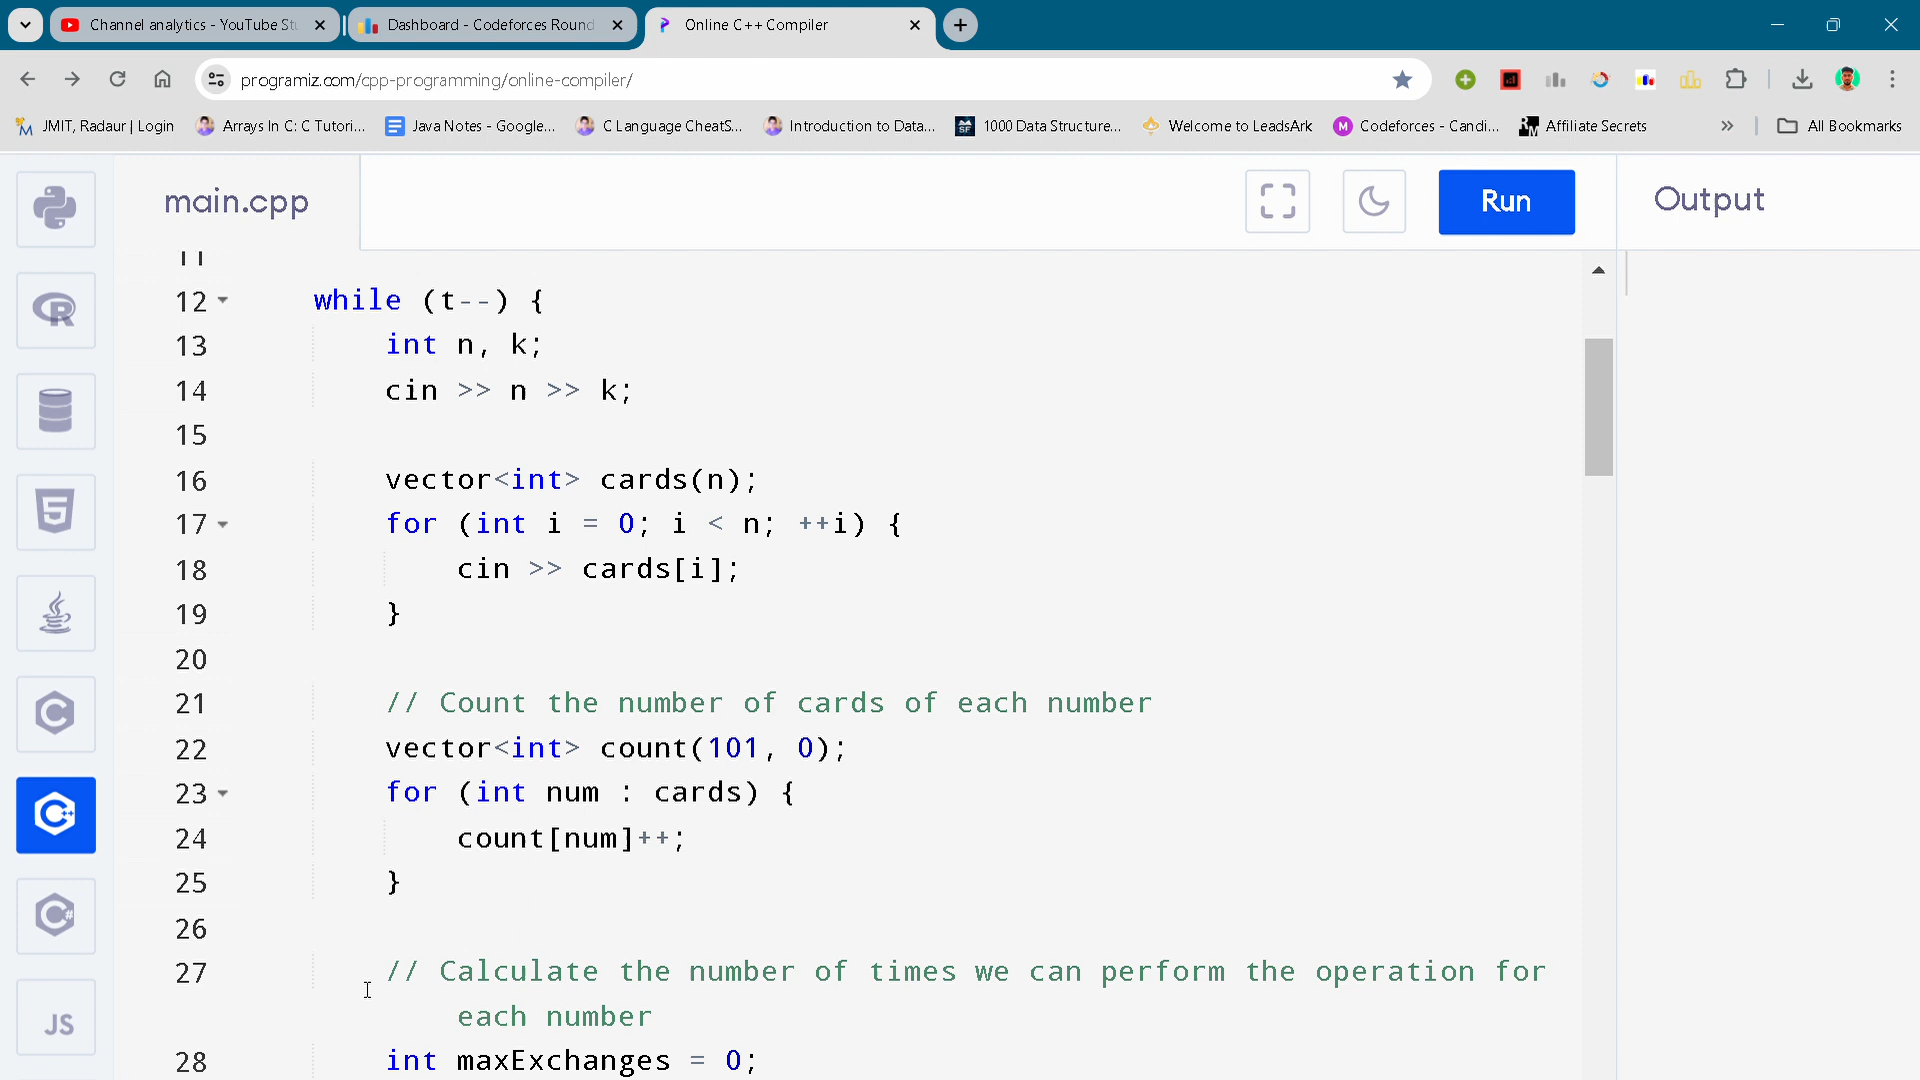 Channel analytics - YouTube Stu
Dashboard - Codeforces Round
Online C++ Compiler
programiz.com/cpp-programming/online-compiler/
JMIT, Radaur | Login
Arrays In C: C Tutori...
Java Notes - Google...
C Language CheatS...
Introduction to Data...
1000 Data Structure...
Welcome to LeadsArk
Codeforces - Candi...
Affiliate Secrets
All Bookmarks
main.cpp
Run
Output
11
12 while (t--) {
13 int n, k;
14 cin >> n >> k;
15
16 vector<int> cards(n);
17 for (int i = 0; i < n; ++i) {
18 cin >> cards[i];
19 }
20
21 // Count the number of cards of each number
22 vector<int> count(101, 0);
23 for (int num : cards) {
24 count[num]++;
25 }
26
27 // Calculate the number of times we can perform the operation for
each number
28 int maxExchanges = 0;
JS